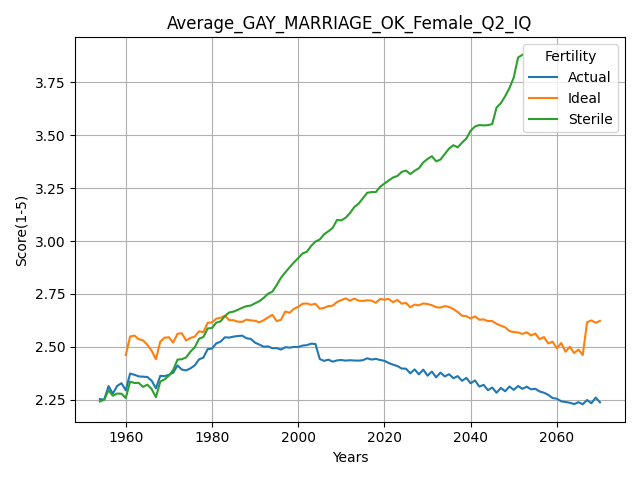 Average_GAY_MARRIAGE_OK_Female_Q2_IQ
Fertility
Actual
Ideal
Sterile
Score(1-5)
3.75
3.50
3.25
3.00
2.75
2.50
2.25
1960 1980 2000 2020 2040 2060
Years